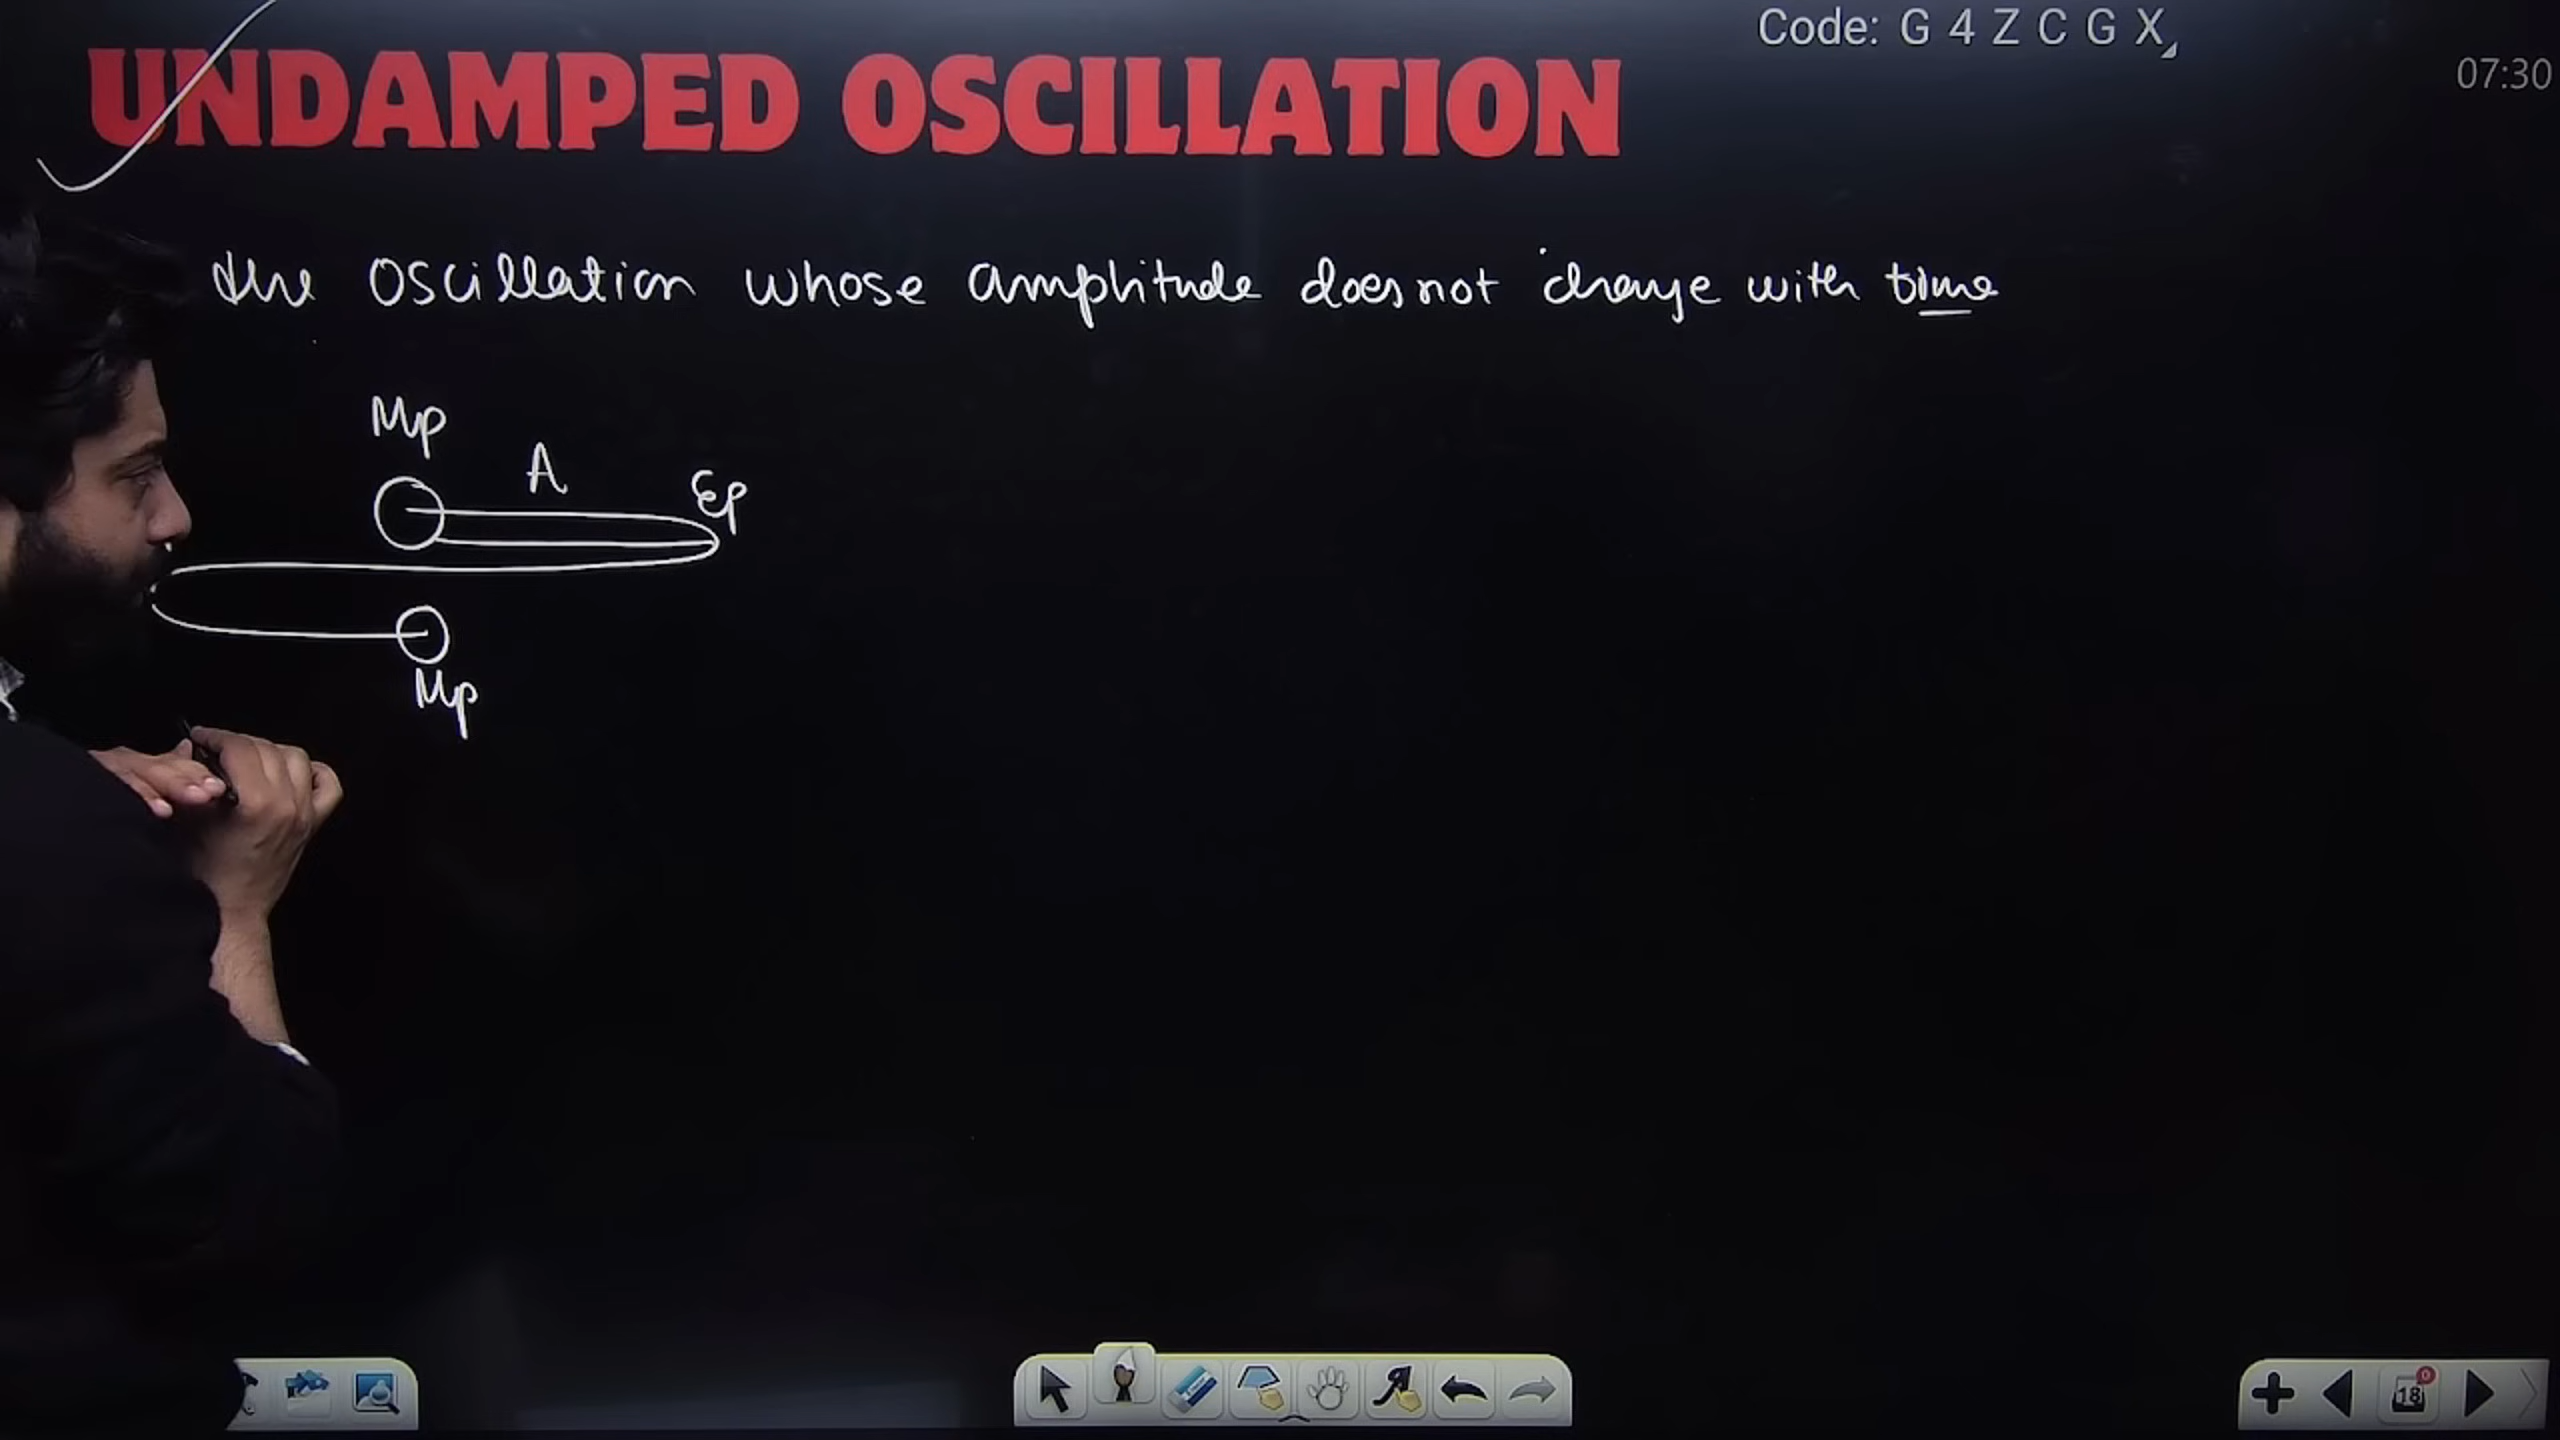 Code: G 4 Z C G X
07:30
UNDAMPED OSCILLATION
the oscillation whose amplitude does not change with time
Mp
A
Ep
Mp
18
0